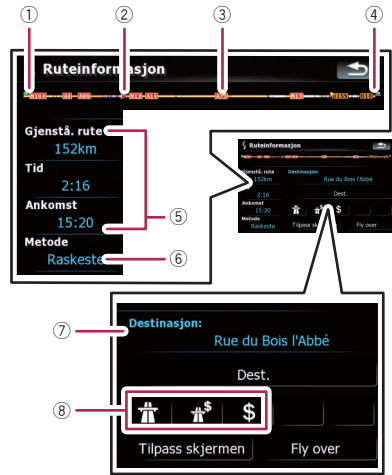 ① ② ③ ④
Ruteinformasjon
Gjenstå. rute
152km
Tid
2:16
Ankomst
15:20
Metode
Raskeste
⑤
⑥
Ruteinformasjon
Gjenstå. rute
152km
2:16
Ankomst
15:20
Metode
Raskeste
Destinasjon:
Rue du Bois l'Abbé
Dest.
$
Tilpass skjermen
Fly over
⑦
Destinasjon:
Rue du Bois l'Abbé
Dest.
⑧
$ $
Tilpass skjermen
Fly over